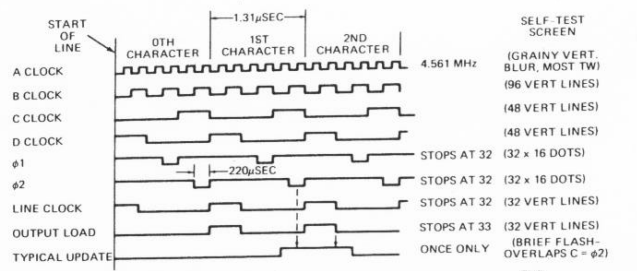 START
OF
LINE
1.31µSEC
SELF-TEST
SCREEN
0TH
CHARACTER
1ST
CHARACTER
2ND
CHARACTER
A CLOCK
4.561 MHz
(GRAINY VERT.
BLUR, MOST TW)
B CLOCK
(96 VERT LINES)
C CLOCK
(48 VERT LINES)
D CLOCK
(48 VERT LINES)
ø1
STOPS AT 32
(32 x 16 DOTS)
220µSEC
ø2
STOPS AT 32
(32 x 16 DOTS)
LINE CLOCK
STOPS AT 32
(32 VERT LINES)
OUTPUT LOAD
STOPS AT 33
(32 VERT LINES)
TYPICAL UPDATE
ONCE ONLY
(BRIEF FLASH–
OVERLAPS C = ø2)